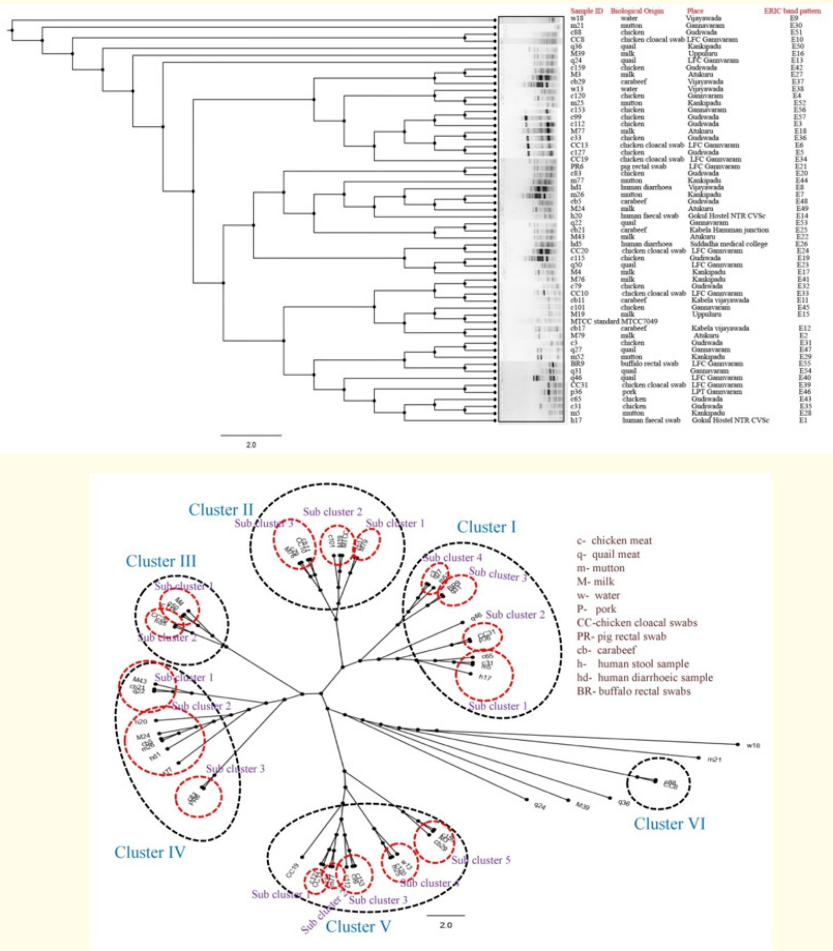 Sample ID Biological Origin Place ERIC band pattern
w18 water Vijayawada E9
m21 mutton Gannavaram E30
c88 chicken Gudiwada E51
CC8 chicken cloacal swab LFC Gannvaram E10
q36 quail Kankipadu E50
M39 milk Uppuluru E16
q24 quail LFC Gannvaram E13
c159 chicken Gudiwada E42
M3 milk Atukuru E27
cb29 carabeef Vijayawada E37
w13 water Vijayawada E38
c120 chicken Gannavaram E4
m25 mutton Kankipadu E52
c153 chicken Gannavaram E56
c99 chicken Gudiwada E57
c112 chicken Gudiwada E3
M77 milk Atukuru E18
c33 chicken Gudiwada E36
CC13 chicken cloacal swab LFC Gannvaram E6
c127 chicken Gudiwada E5
CC19 chicken cloacal swab LFC Gannvaram E34
PR6 pig rectal swab LFC Gannvaram E21
c83 chicken Gudiwada E20
m77 mutton Kankipadu E44
hd1 human diarrhoea Vijayawada E8
m26 mutton Kankipadu E7
cb5 carabeef Gudiwada E48
M24 milk Atukuru E49
h20 human faecal swab Gokul Hostel NTR CVSc E14
q22 quail Gannavaram E53
cb21 carabeef Kabela Hanuman junction E25
M43 milk Atukuru E22
hd5 human diarrhoea Siddadha medical college E26
CC20 chicken cloacal swab LFC Gannvaram E24
c115 chicken Gudiwada E19
q50 quail LFC Gannvaram E23
M4 milk Kankipadu E17
M76 milk Kankipadu E41
c79 chicken Gudiwada E32
CC10 chicken cloacal swab LFC Gannvaram E33
cb11 carabeef Kabela vijayawada E11
c101 chicken Gannavaram E45
M19 milk Uppuluru E15
MTCC standard MTCC7049
cb17 carabeef Kabela vijayawada E12
M79 milk Atukuru E2
c3 chicken Gudiwada E31
q27 quail Gannavaram E47
m52 mutton Kankipadu E29
BR9 buffalo rectal swab LFC Gannvaram E55
q31 quail Gannavaram E54
q46 quail LFC Gannvaram E40
CC31 chicken cloacal swab LFC Gannvaram E39
p36 pork LPT Gannvaram E46
c65 chicken Gudiwada E43
c31 chicken Gudiwada E35
m5 mutton Kankipadu E28
h17 human faecal swab Gokul Hostel NTR CVSc E1
2.0
Cluster II
Sub cluster 3
Sub cluster 2
Sub cluster 1
c101
Cluster I
Sub cluster 4
Sub cluster 3
Sub cluster 2
q46
CC31
c65
c31
h17
Sub cluster 1
c- chicken meat
q- quail meat
m- mutton
M- milk
w- water
P- pork
CC-chicken cloacal swabs
PR- pig rectal swab
cb- carabeef
h- human stool sample
hd- human diarrhoeic sample
BR- buffalo rectal swabs
Cluster III
Sub cluster 1
Sub cluster 2
M43
cb21
Sub cluster 1
h20
Sub cluster 2
M24
hd1
Sub cluster 3
Cluster IV
w18
m21
q36
M39
q24
Cluster VI
CC19
w13
cb29
Sub cluster 5
Sub cluster 3
Cluster V
2.0